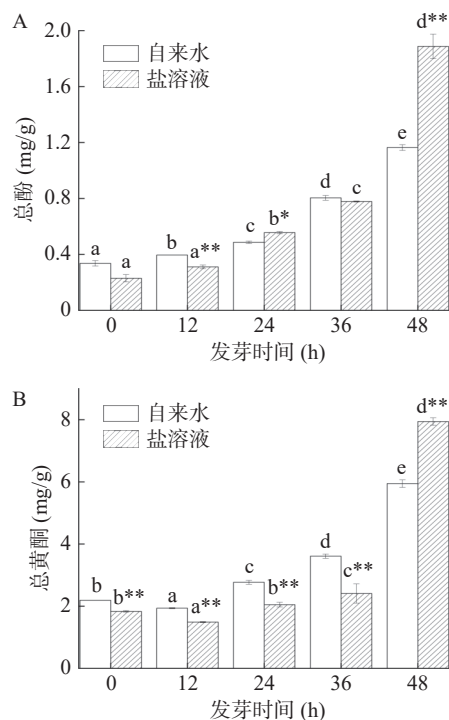 A
2.0
1.6
1.2
0.8
0.4
0
总酚 (mg/g)
自来水
盐溶液
a
a
b
a**
c
b*
d
c
e
d**
0
12
24
36
48
发芽时间 (h)
B
8
6
4
2
0
总黄酮 (mg/g)
自来水
盐溶液
b
b**
a
a**
c
b**
d
c**
e
d**
0
12
24
36
48
发芽时间 (h)